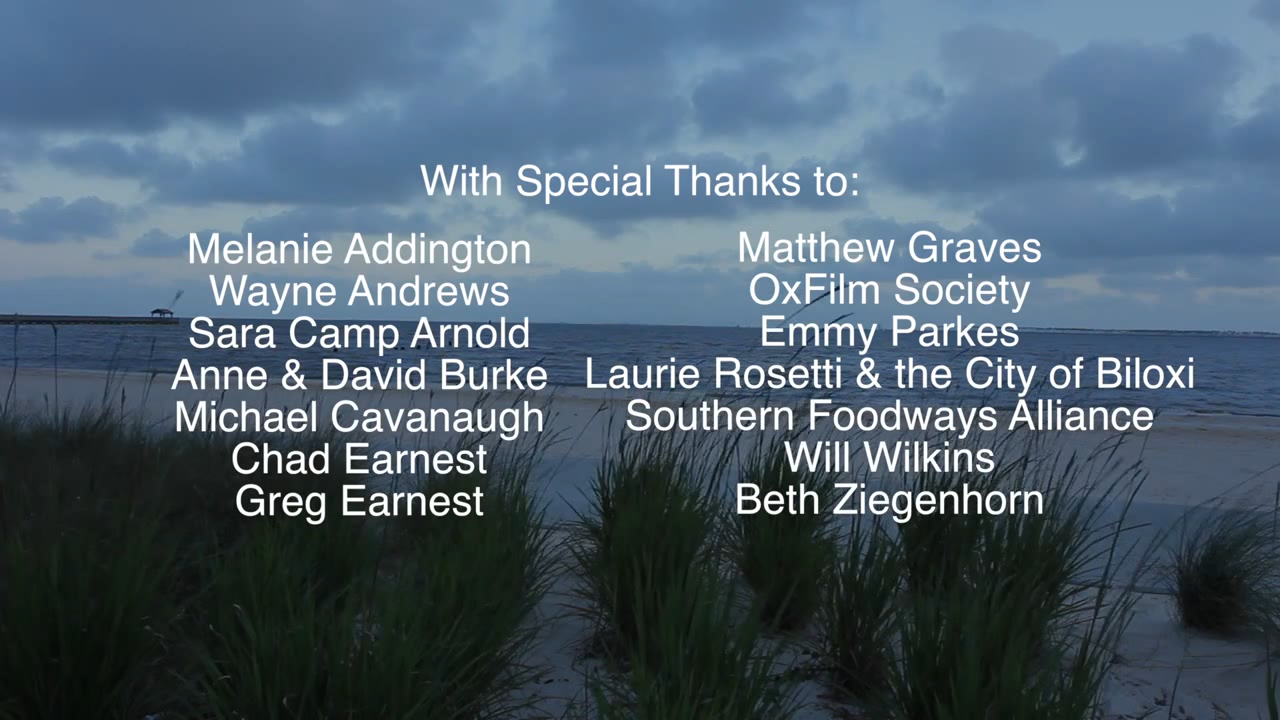 With Special Thanks to:
Melanie Addington
Wayne Andrews
Sara Camp Arnold
Anne & David Burke
Michael Cavanaugh
Chad Earnest
Greg Earnest
Matthew Graves
OxFilm Society
Emmy Parkes
Laurie Rosetti & the City of Biloxi
Southern Foodways Alliance
Will Wilkins
Beth Ziegenhorn